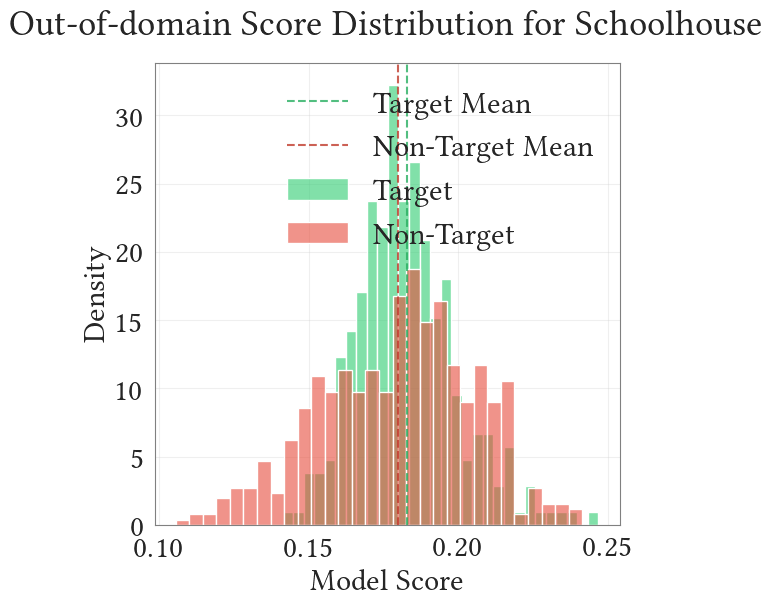 Out-of-domain Score Distribution for Schoolhouse
Target Mean
Non-Target Mean
Target
Non-Target
Density
30
25
20
15
10
5
0
0.10 0.15 0.20 0.25
Model Score